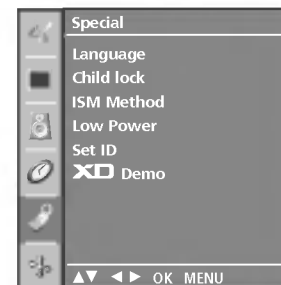 Special
Language
Child lock
ISM Method
Low Power
Set ID
XD Demo
▲▼ ◄► OK MENU